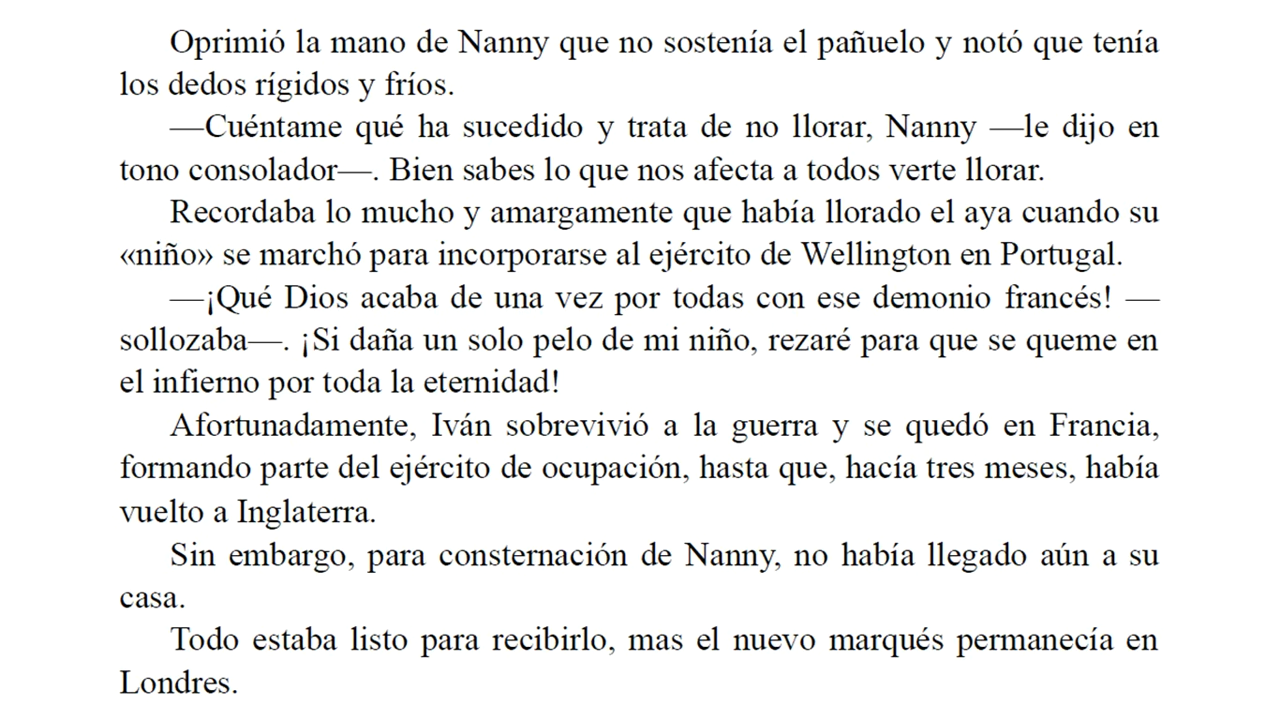 Oprimió la mano de Nanny que no sostenía el pañuelo y notó que tenía
los dedos rígidos y fríos.
—Cuéntame qué ha sucedido y trata de no llorar, Nanny —le dijo en
tono consolador—. Bien sabes lo que nos afecta a todos verte llorar.
Recordaba lo mucho y amargamente que había llorado el aya cuando su
«niño» se marchó para incorporarse al ejército de Wellington en Portugal.
—¡Qué Dios acaba de una vez por todas con ese demonio francés! —
sollozaba—. ¡Si daña un solo pelo de mi niño, rezaré para que se queme en
el infierno por toda la eternidad!
Afortunadamente, Iván sobrevivió a la guerra y se quedó en Francia,
formando parte del ejército de ocupación, hasta que, hacía tres meses, había
vuelto a Inglaterra.
Sin embargo, para consternación de Nanny, no había llegado aún a su
casa.
Todo estaba listo para recibirlo, mas el nuevo marqués permanecía en
Londres.